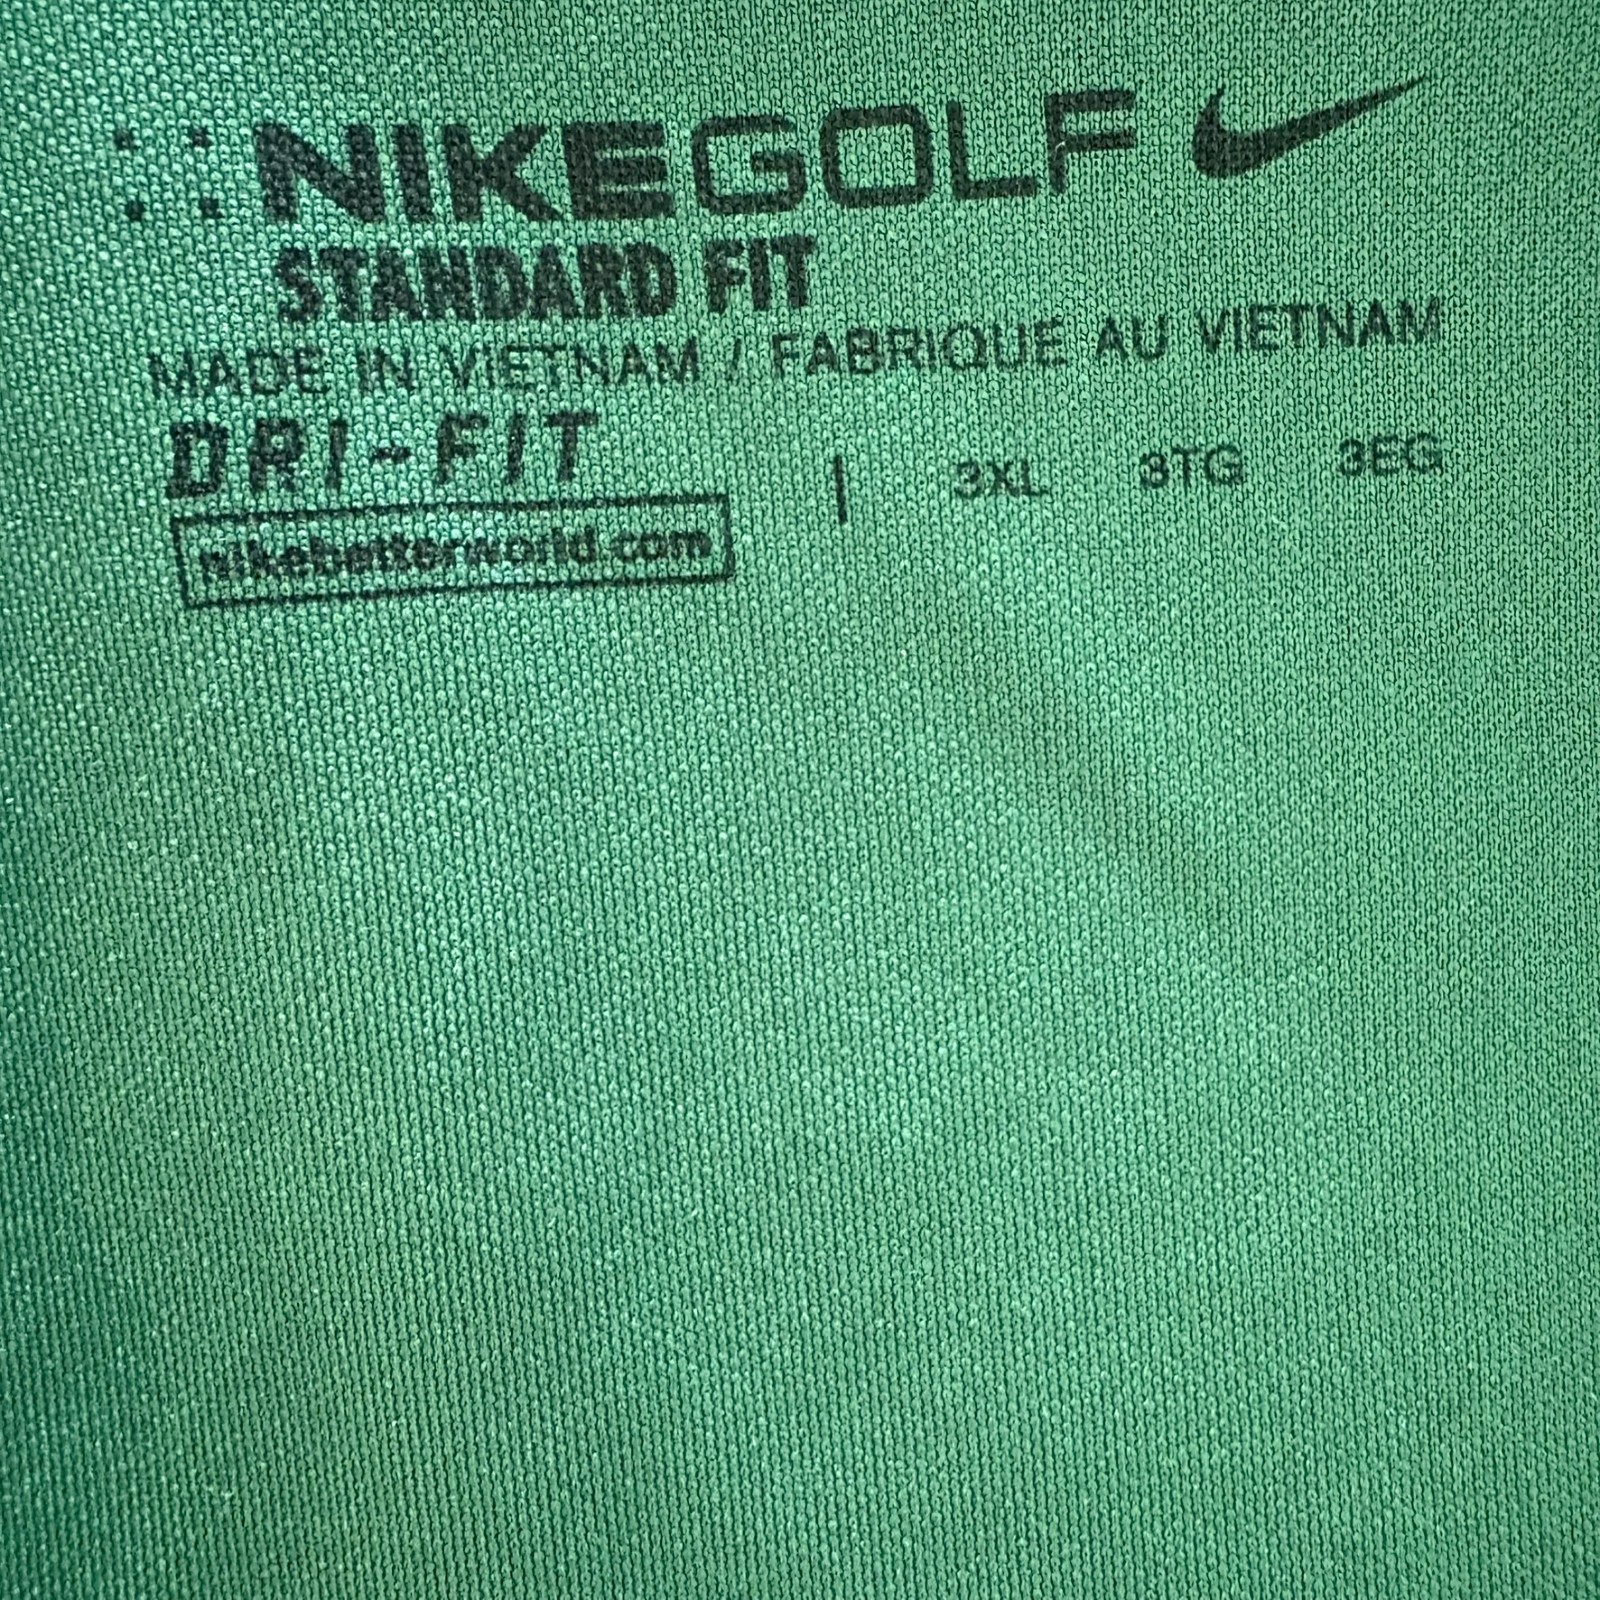 NIKEGOLF
STANDARD FIT
MADE IN VIETNAM / FABRIQUE AU VIETNAM
DRI-FIT | 3XL 3TG 3EG
nikebetterworld.com